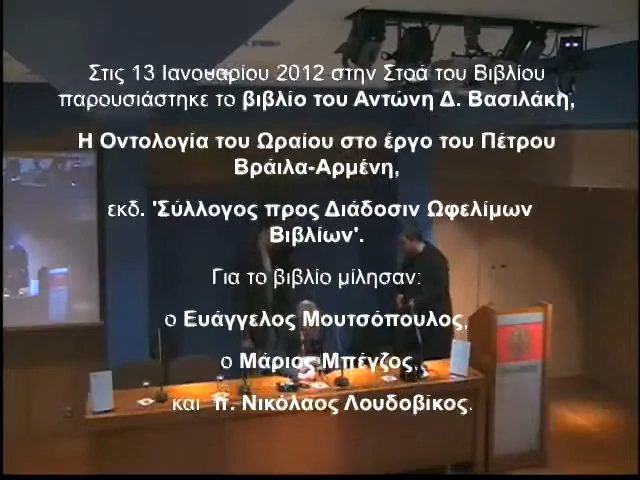 Στις 13 Ιανουαρίου 2012 στην Στοά του Βιβλίου
παρουσιάστηκε το βιβλίο του Αντώνη Δ. Βασιλάκη,
Η Οντολογία του Ωραίου στο έργο του Πέτρου
Βράιλα-Αρμένη,
εκδ. 'Σύλλογος προς Διάδοσιν Ωφελίμων
Βιβλίων'.
Για το βιβλίο μίλησαν:
ο Ευάγγελος Μουτσόπουλος,
ο Μάριος Μπέγζος,
και π. Νικόλαος Λουδοβίκος.